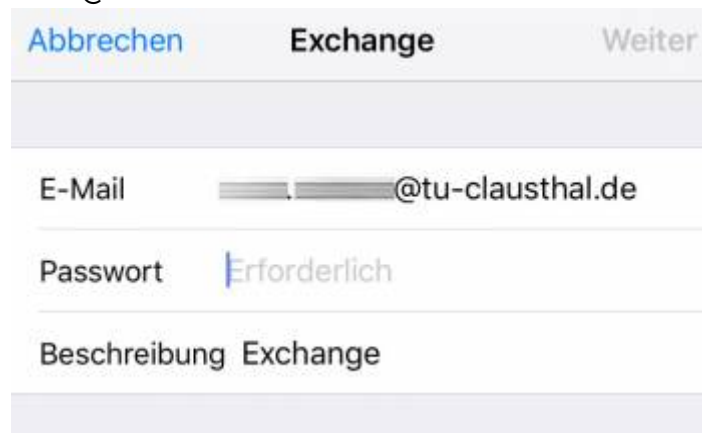 Abbrechen Exchange Weiter
E-Mail @tu-clausthal.de
Passwort Erforderlich
Beschreibung Exchange